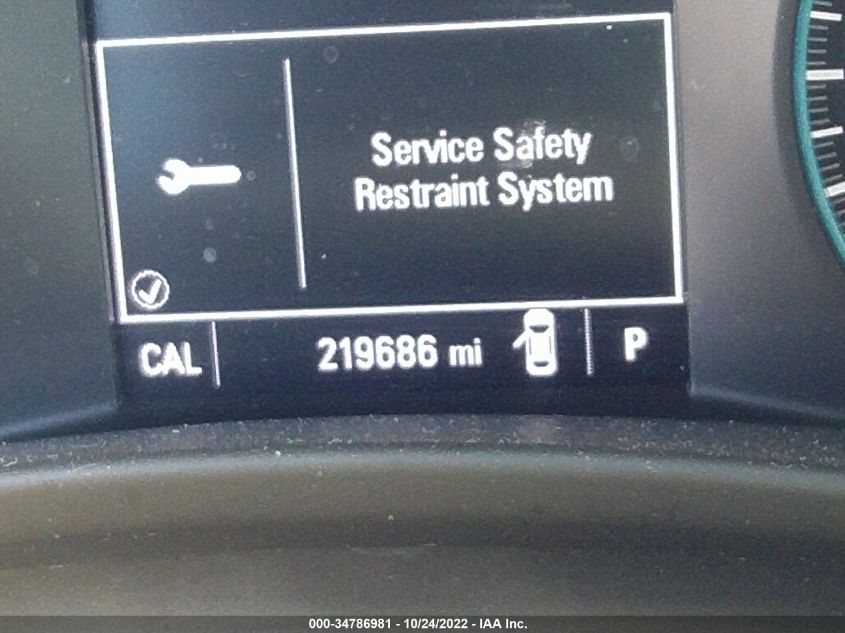 Service Safety
Restraint System
CAL 219686 mi P
000-34786981 - 10/24/2022 - IAA Inc.